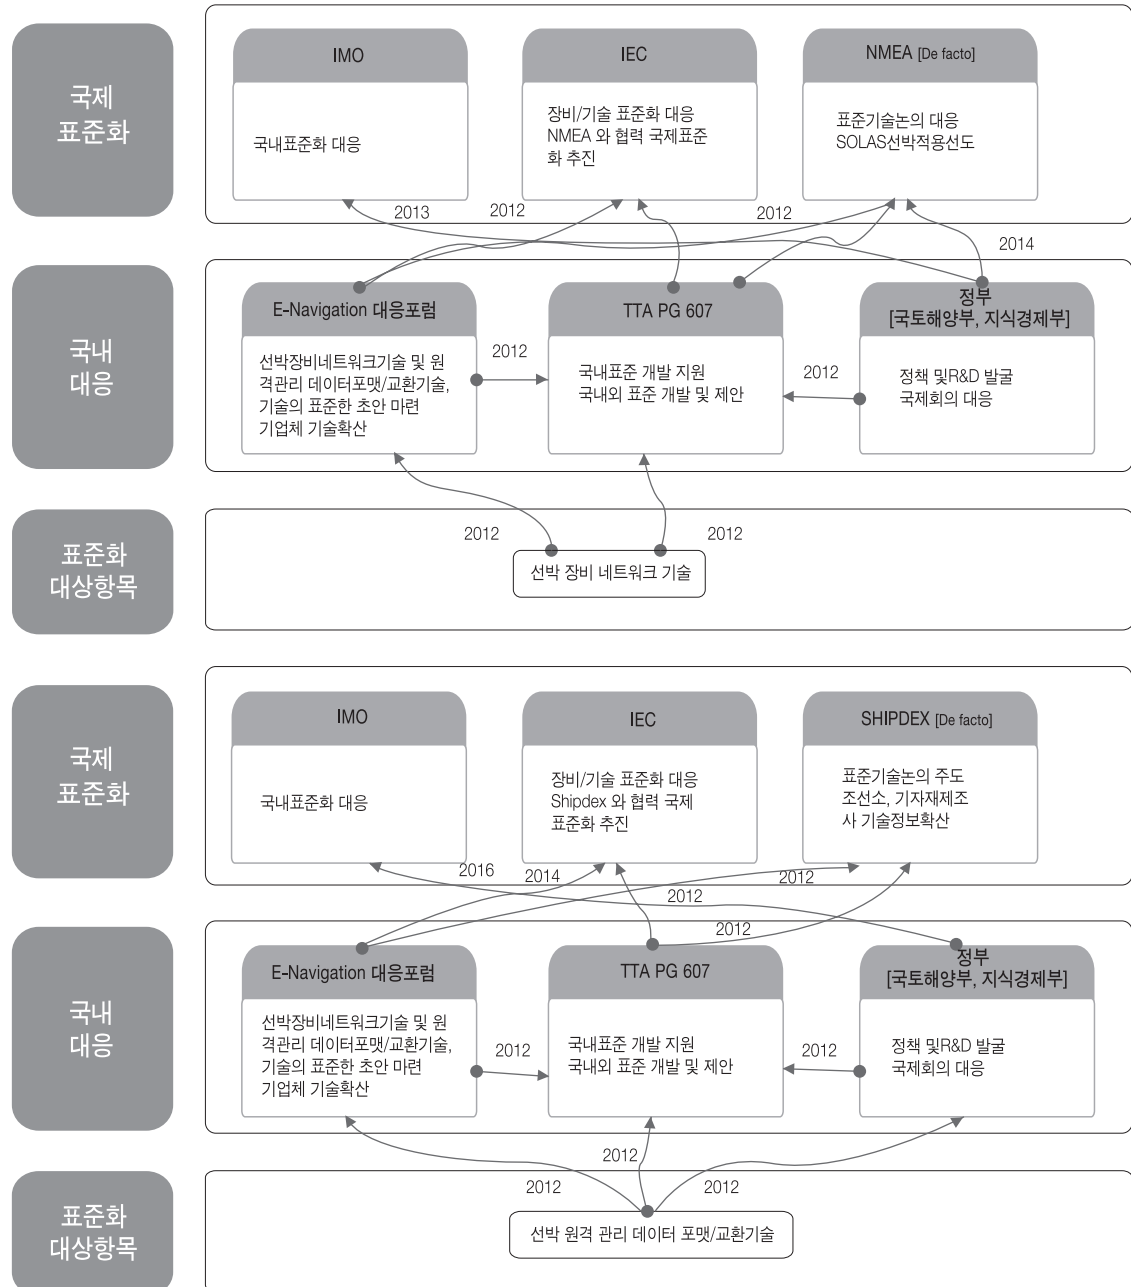 국제
표준화
IMO
국내표준화 대응
IEC
장비/기술 표준화 대응
NMEA 와 협력 국제표준
화 추진
NMEA [De facto]
표준기술논의 대응
SOLAS선박적용선도
2013
2012
2012
2014
국내
대응
E-Navigation 대응포럼
선박장비네트워크기술 및 원
격관리 데이터포맷/교환기술,
기술의 표준한 초안 마련
기업체 기술확산
2012
TTA PG 607
국내표준 개발 지원
국내외 표준 개발 및 제안
2012
정부
[국토해양부, 지식경제부]
정책 및R&D 발굴
국제회의 대응
표준화
대상항목
2012
2012
선박 장비 네트워크 기술
국제
표준화
IMO
국내표준화 대응
IEC
장비/기술 표준화 대응
Shipdex 와 협력 국제
표준화 추진
SHIPDEX [De facto]
표준기술논의 주도
조선소, 기자재제조
사 기술정보확산
2016
2014
2012
2012
2012
국내
대응
E-Navigation 대응포럼
선박장비네트워크기술 및 원
격관리 데이터포맷/교환기술,
기술의 표준한 초안 마련
기업체 기술확산
2012
TTA PG 607
국내표준 개발 지원
국내외 표준 개발 및 제안
2012
정부
[국토해양부, 지식경제부]
정책 및R&D 발굴
국제회의 대응
표준화
대상항목
2012
2012
2012
선박 원격 관리 데이터 포맷/교환기술